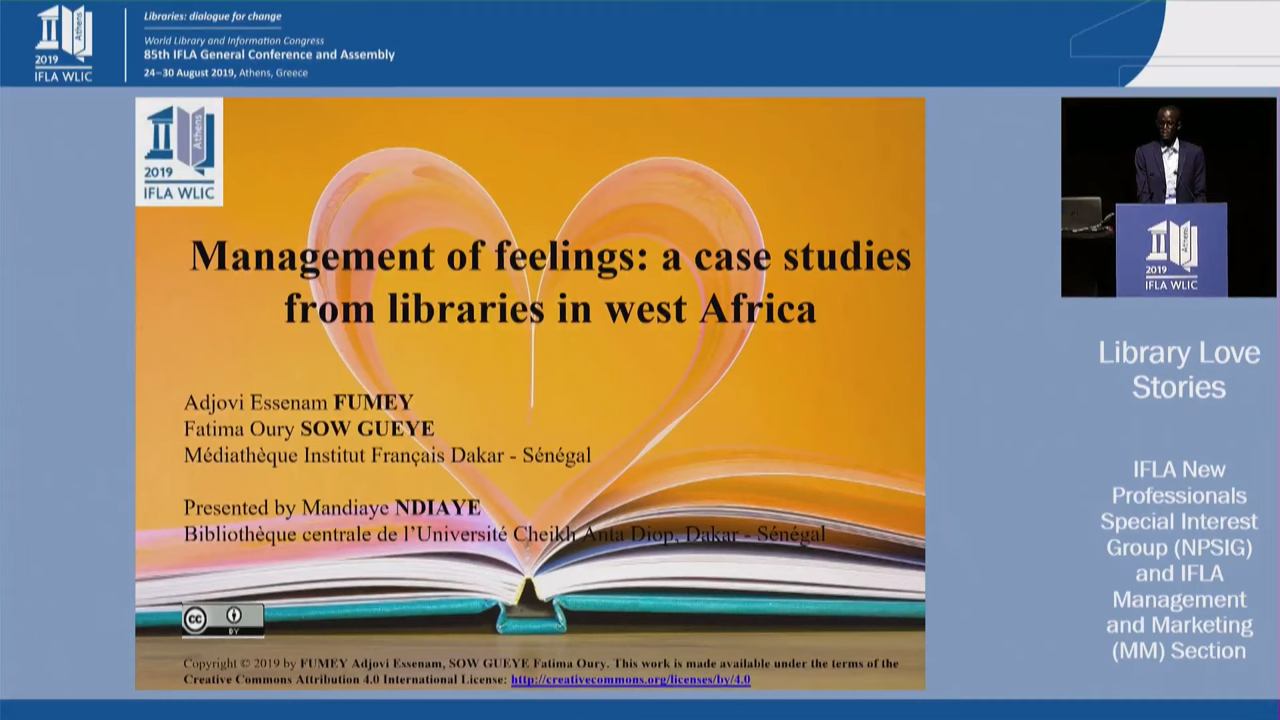 Athens
2019
IFLA WLIC
Libraries: dialogue for change
World Library and Information Congress
85th IFLA General Conference and Assembly
24–30 August 2019, Athens, Greece
Athens
2019
IFLA WLIC
Management of feelings: a case studies
from libraries in west Africa
Adjovi Essenam FUMEY
Fatima Oury SOW GUEYE
Médiathèque Institut Français Dakar - Sénégal
Presented by Mandiaye NDIAYE
Bibliothèque centrale de l’Université Cheikh Anta Diop, Dakar - Sénégal
cc
BY
Copyright © 2019 by FUMEY Adjovi Essenam, SOW GUEYE Fatima Oury. This work is made available under the terms of the
Creative Commons Attribution 4.0 International License: http://creativecommons.org/licenses/by/4.0
Athens
2019
IFLA WLIC
Library Love
Stories
IFLA New
Professionals
Special Interest
Group (NPSIG)
and IFLA
Management
and Marketing
(MM) Section